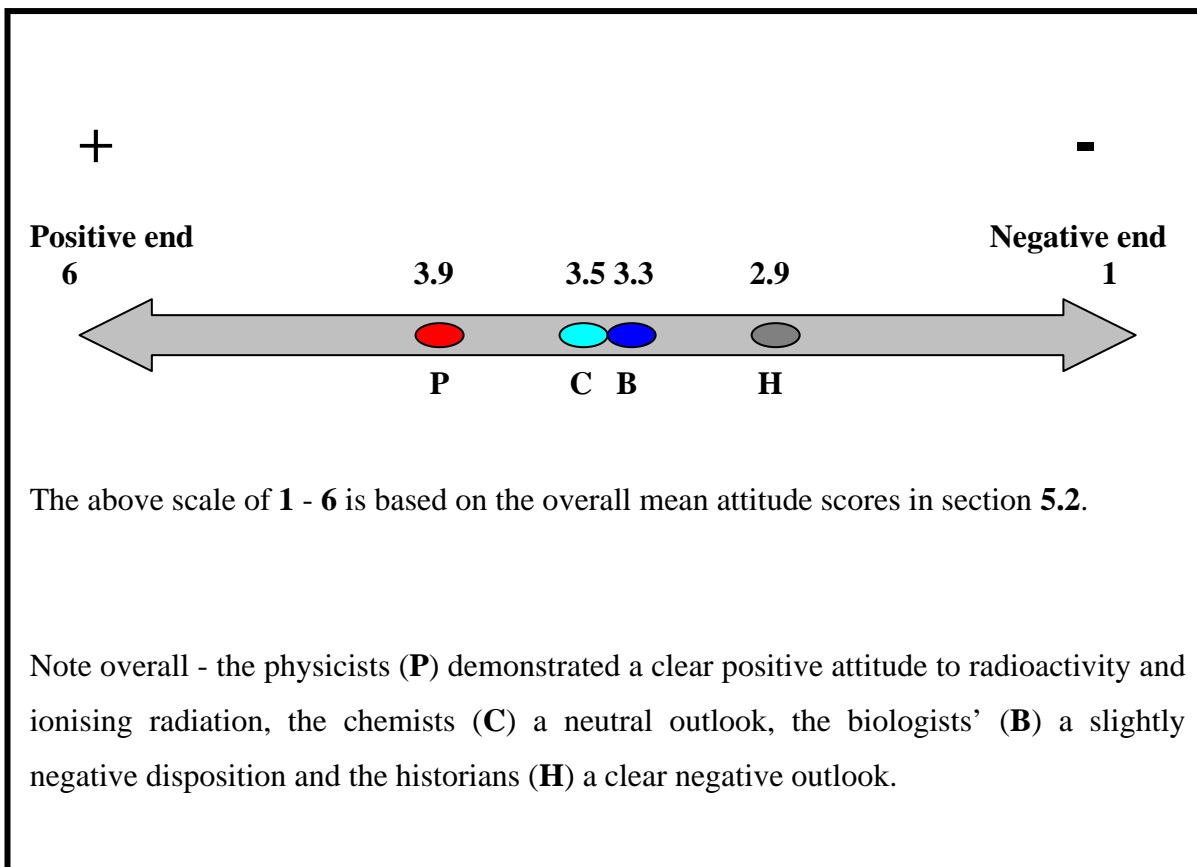 + -
Positive end Negative end
6 3.9 3.5 3.3 2.9 1
P C B H
The above scale of 1 - 6 is based on the overall mean attitude scores in section 5.2.
Note overall - the physicists (P) demonstrated a clear positive attitude to radioactivity and
ionising radiation, the chemists (C) a neutral outlook, the biologists’ (B) a slightly
negative disposition and the historians (H) a clear negative outlook.